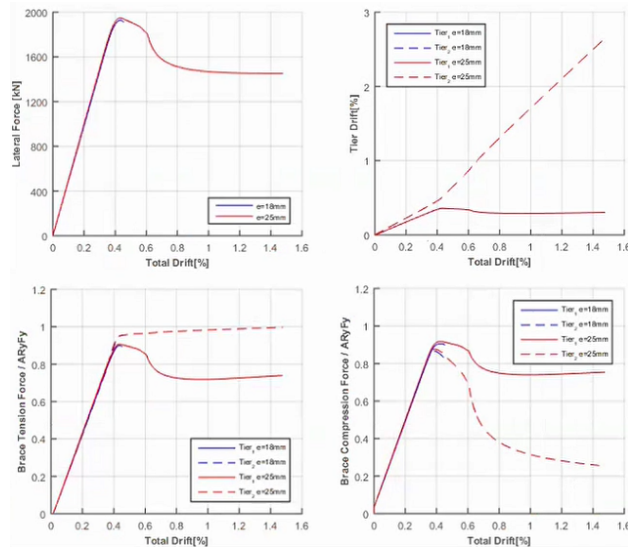 2000
1600
1200
800
400
0
Lateral Force [kN]
e=18mm
e=25mm
0 0.2 0.4 0.6 0.8 1 1.2 1.4 1.6
Total Drift[%]
3
2
1
0
Tier Drift[%]
Tier₁ e=18mm
Tier₂ e=18mm
Tier₁ e=25mm
Tier₂ e=25mm
0 0.2 0.4 0.6 0.8 1 1.2 1.4 1.6
Total Drift[%]
1.2
1
0.8
0.6
0.4
0.2
0
Brace Tension Force / ARyFy
Tier₁ e=18mm
Tier₂ e=18mm
Tier₁ e=25mm
Tier₂ e=25mm
0 0.2 0.4 0.6 0.8 1 1.2 1.4 1.6
Total Drift[%]
1.2
1
0.8
0.6
0.4
0.2
0
Brace Compression Force / ARyFy
Tier₁ e=18mm
Tier₂ e=18mm
Tier₁ e=25mm
Tier₂ e=25mm
0 0.2 0.4 0.6 0.8 1 1.2 1.4 1.6
Total Drift[%]